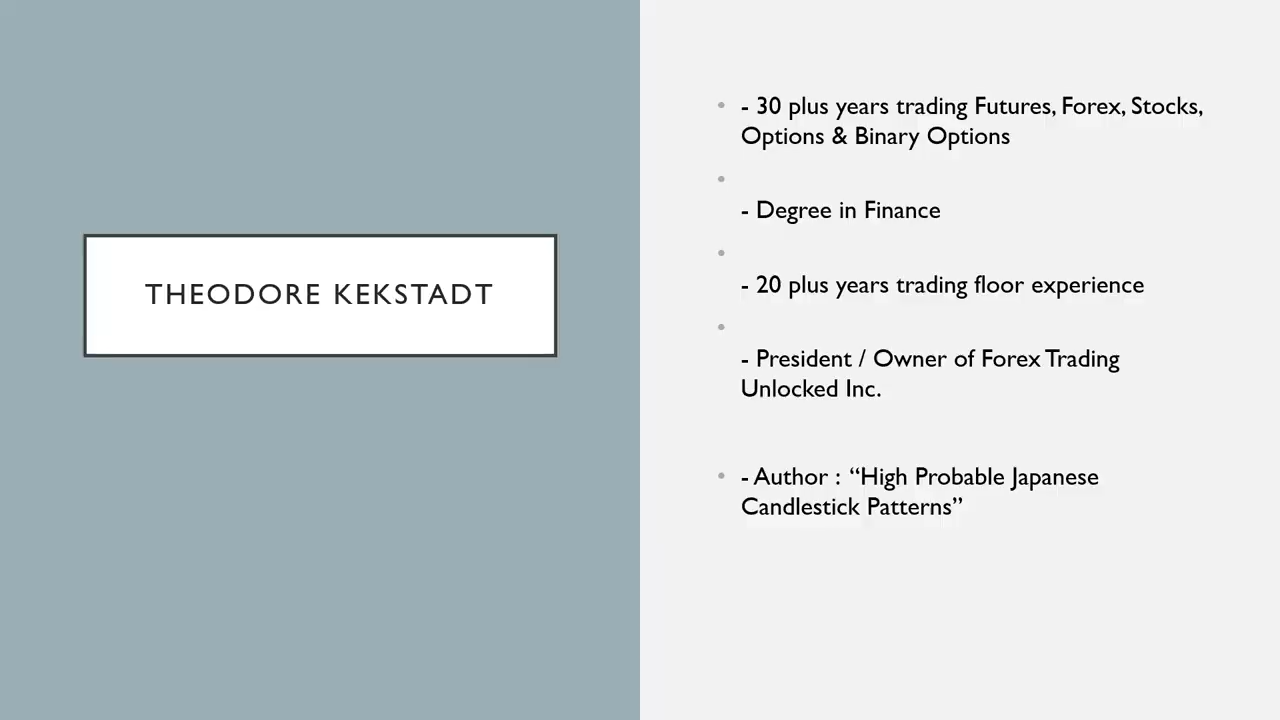 THEODORE KEKSTADT
• - 30 plus years trading Futures, Forex, Stocks,
Options & Binary Options
•
- Degree in Finance
•
- 20 plus years trading floor experience
•
- President / Owner of Forex Trading
Unlocked Inc.
• - Author : “High Probable Japanese
Candlestick Patterns”